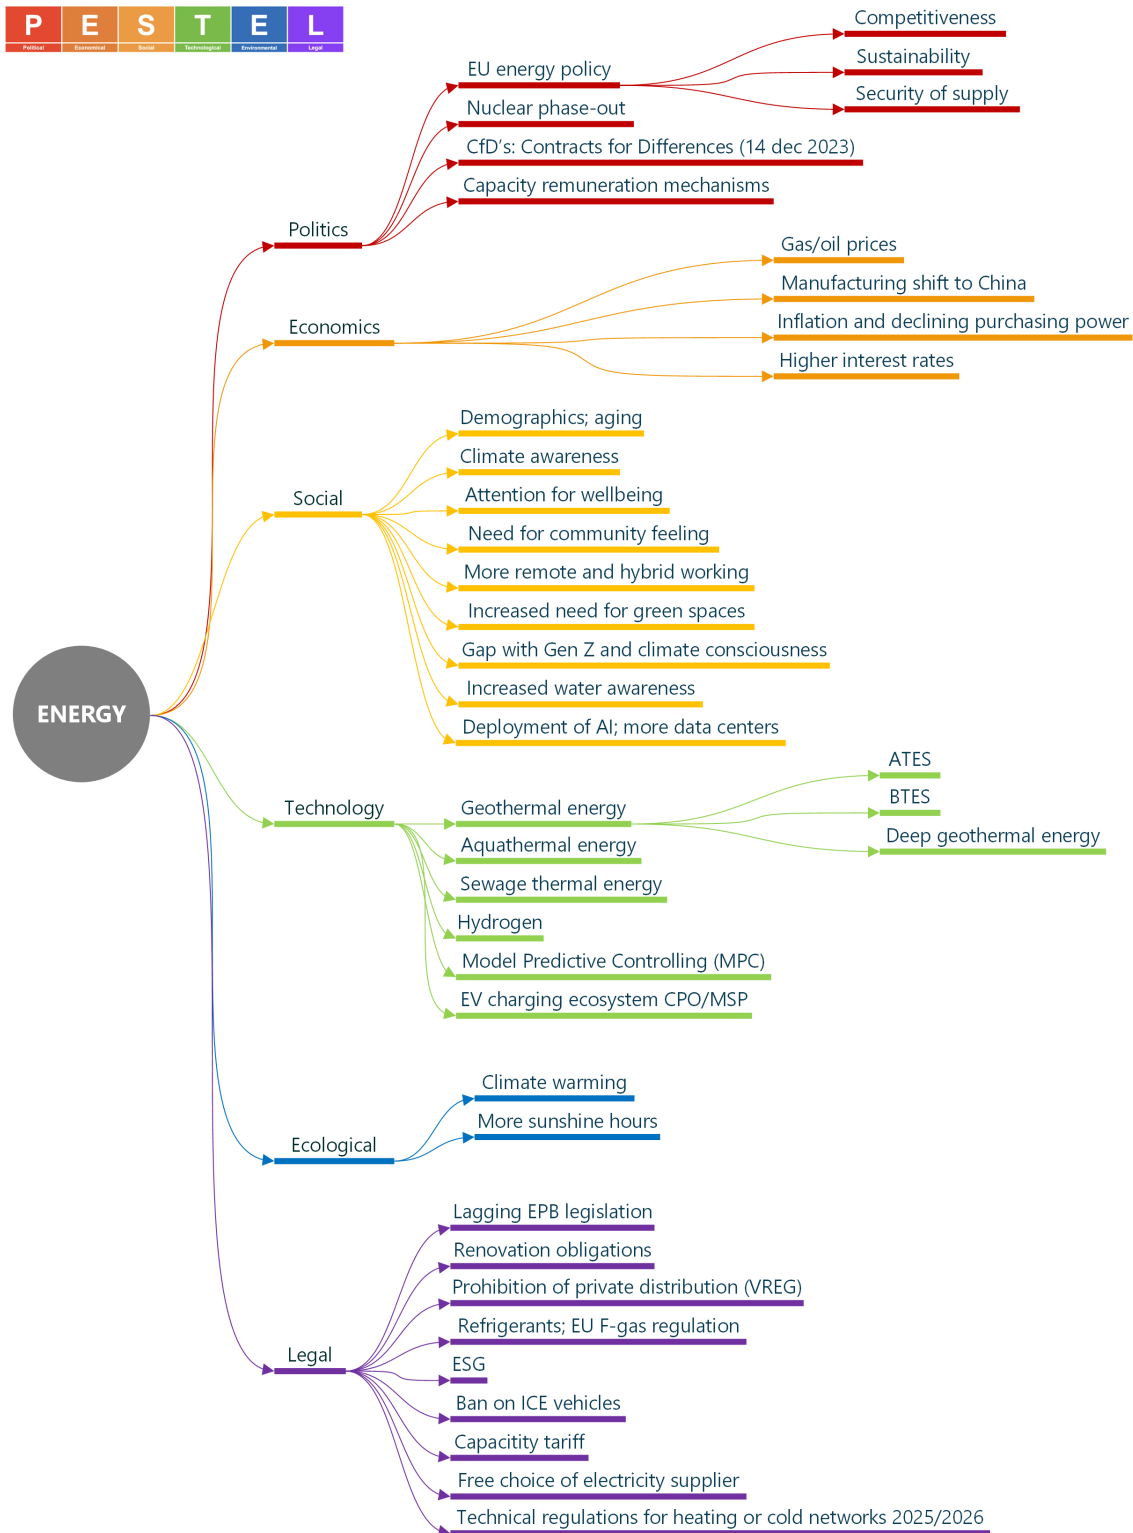 P E S T E L
Political Economical Social Technological Environmental Legal
ENERGY
Politics
EU energy policy
Competitiveness
Sustainability
Security of supply
Nuclear phase-out
CfD’s: Contracts for Differences (14 dec 2023)
Capacity remuneration mechanisms
Economics
Gas/oil prices
Manufacturing shift to China
Inflation and declining purchasing power
Higher interest rates
Social
Demographics; aging
Climate awareness
Attention for wellbeing
Need for community feeling
More remote and hybrid working
Increased need for green spaces
Gap with Gen Z and climate consciousness
Increased water awareness
Deployment of AI; more data centers
Technology
Geothermal energy
ATES
BTES
Deep geothermal energy
Aquathermal energy
Sewage thermal energy
Hydrogen
Model Predictive Controlling (MPC)
EV charging ecosystem CPO/MSP
Ecological
Climate warming
More sunshine hours
Legal
Lagging EPB legislation
Renovation obligations
Prohibition of private distribution (VREG)
Refrigerants; EU F-gas regulation
ESG
Ban on ICE vehicles
Capacitity tariff
Free choice of electricity supplier
Technical regulations for heating or cold networks 2025/2026